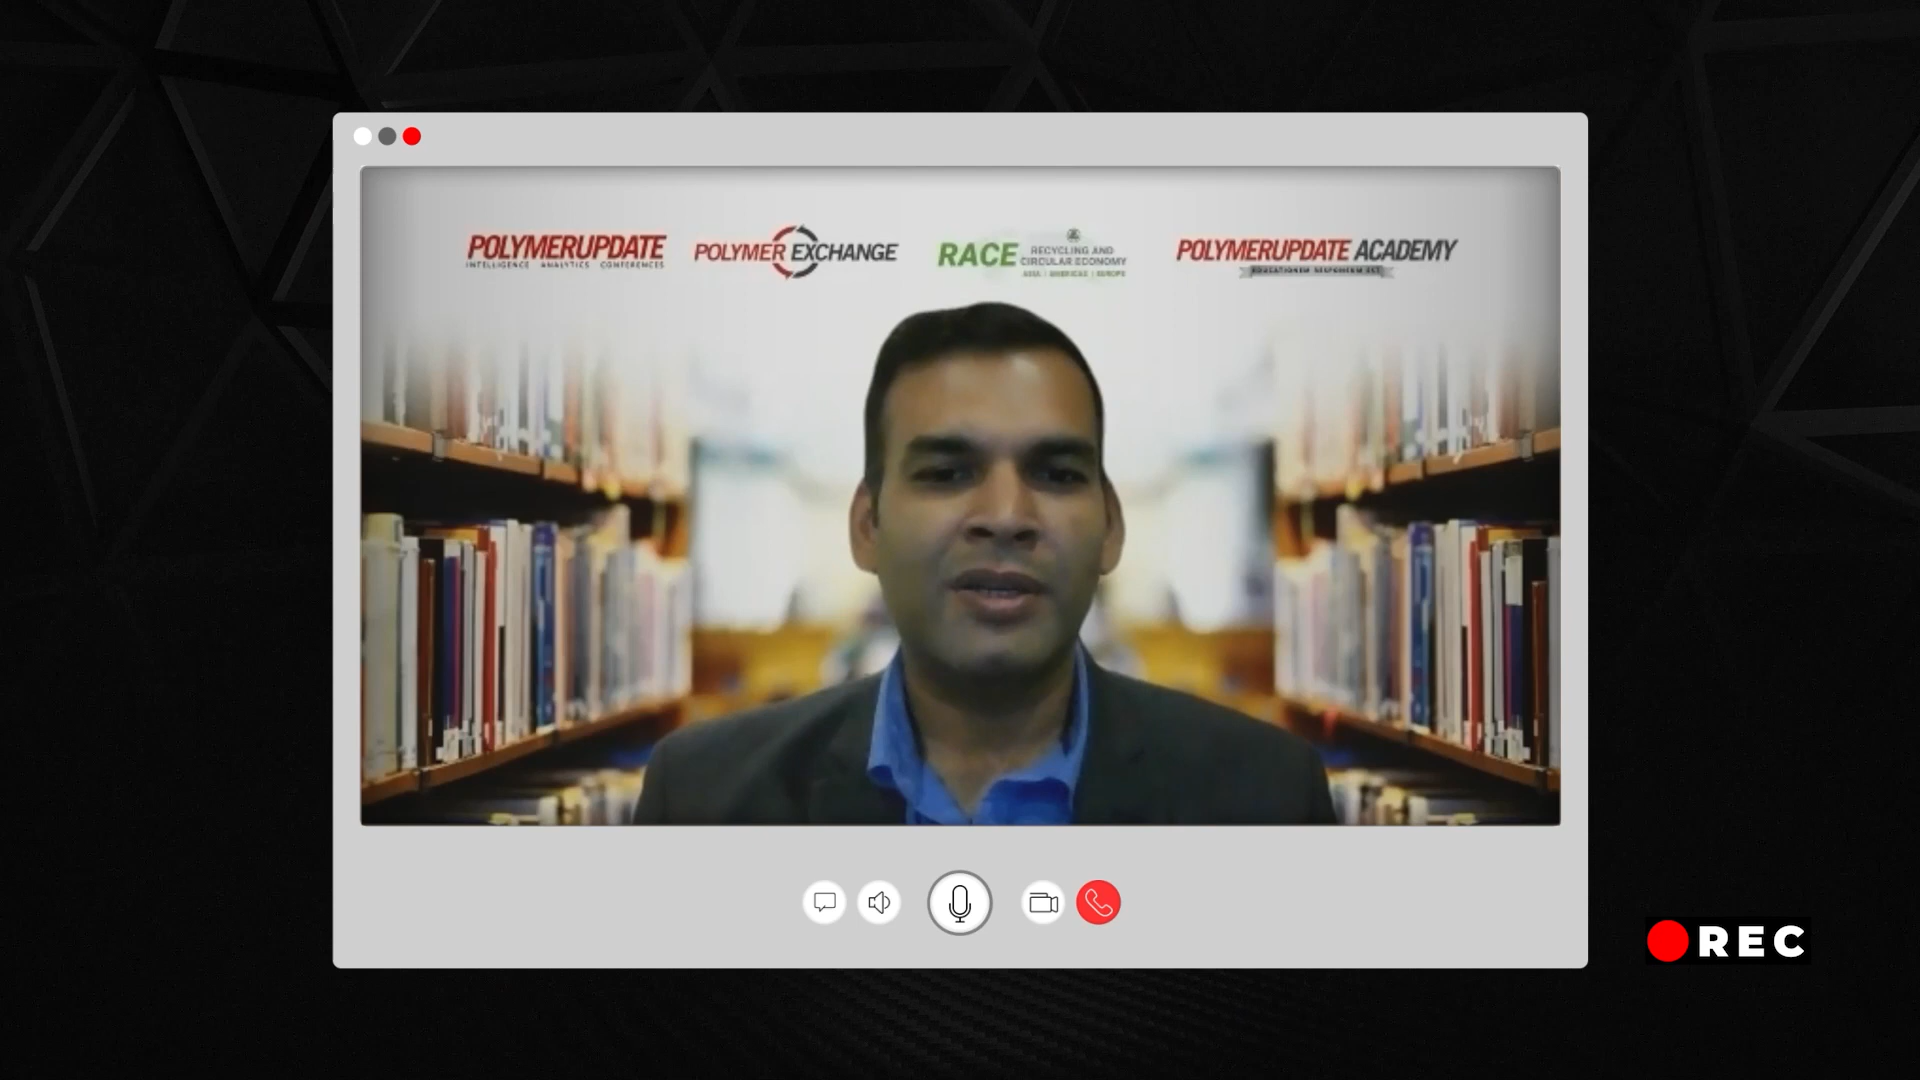 POLYMERUPDATE
INTELLIGENCE ANALYTICS CONFERENCES
POLYMER EXCHANGE
RACE RECYCLING AND
CIRCULAR ECONOMY
ASIA | AMERICAS | EUROPE
POLYMERUPDATE ACADEMY
REC